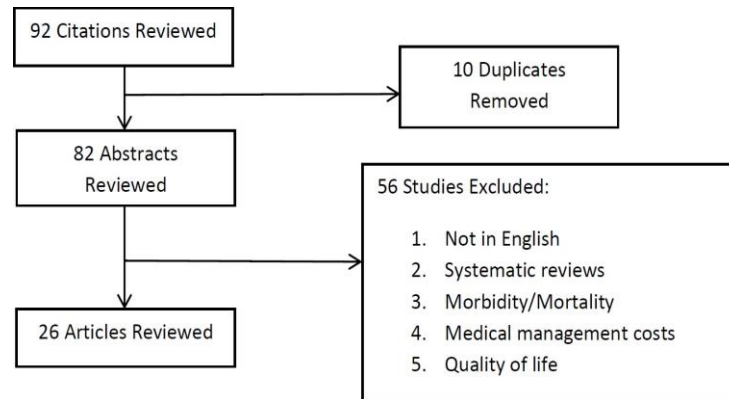 92 Citations Reviewed
10 Duplicates
Removed
82 Abstracts
Reviewed
56 Studies Excluded:
1. Not in English
2. Systematic reviews
3. Morbidity/Mortality
4. Medical management costs
5. Quality of life
26 Articles Reviewed